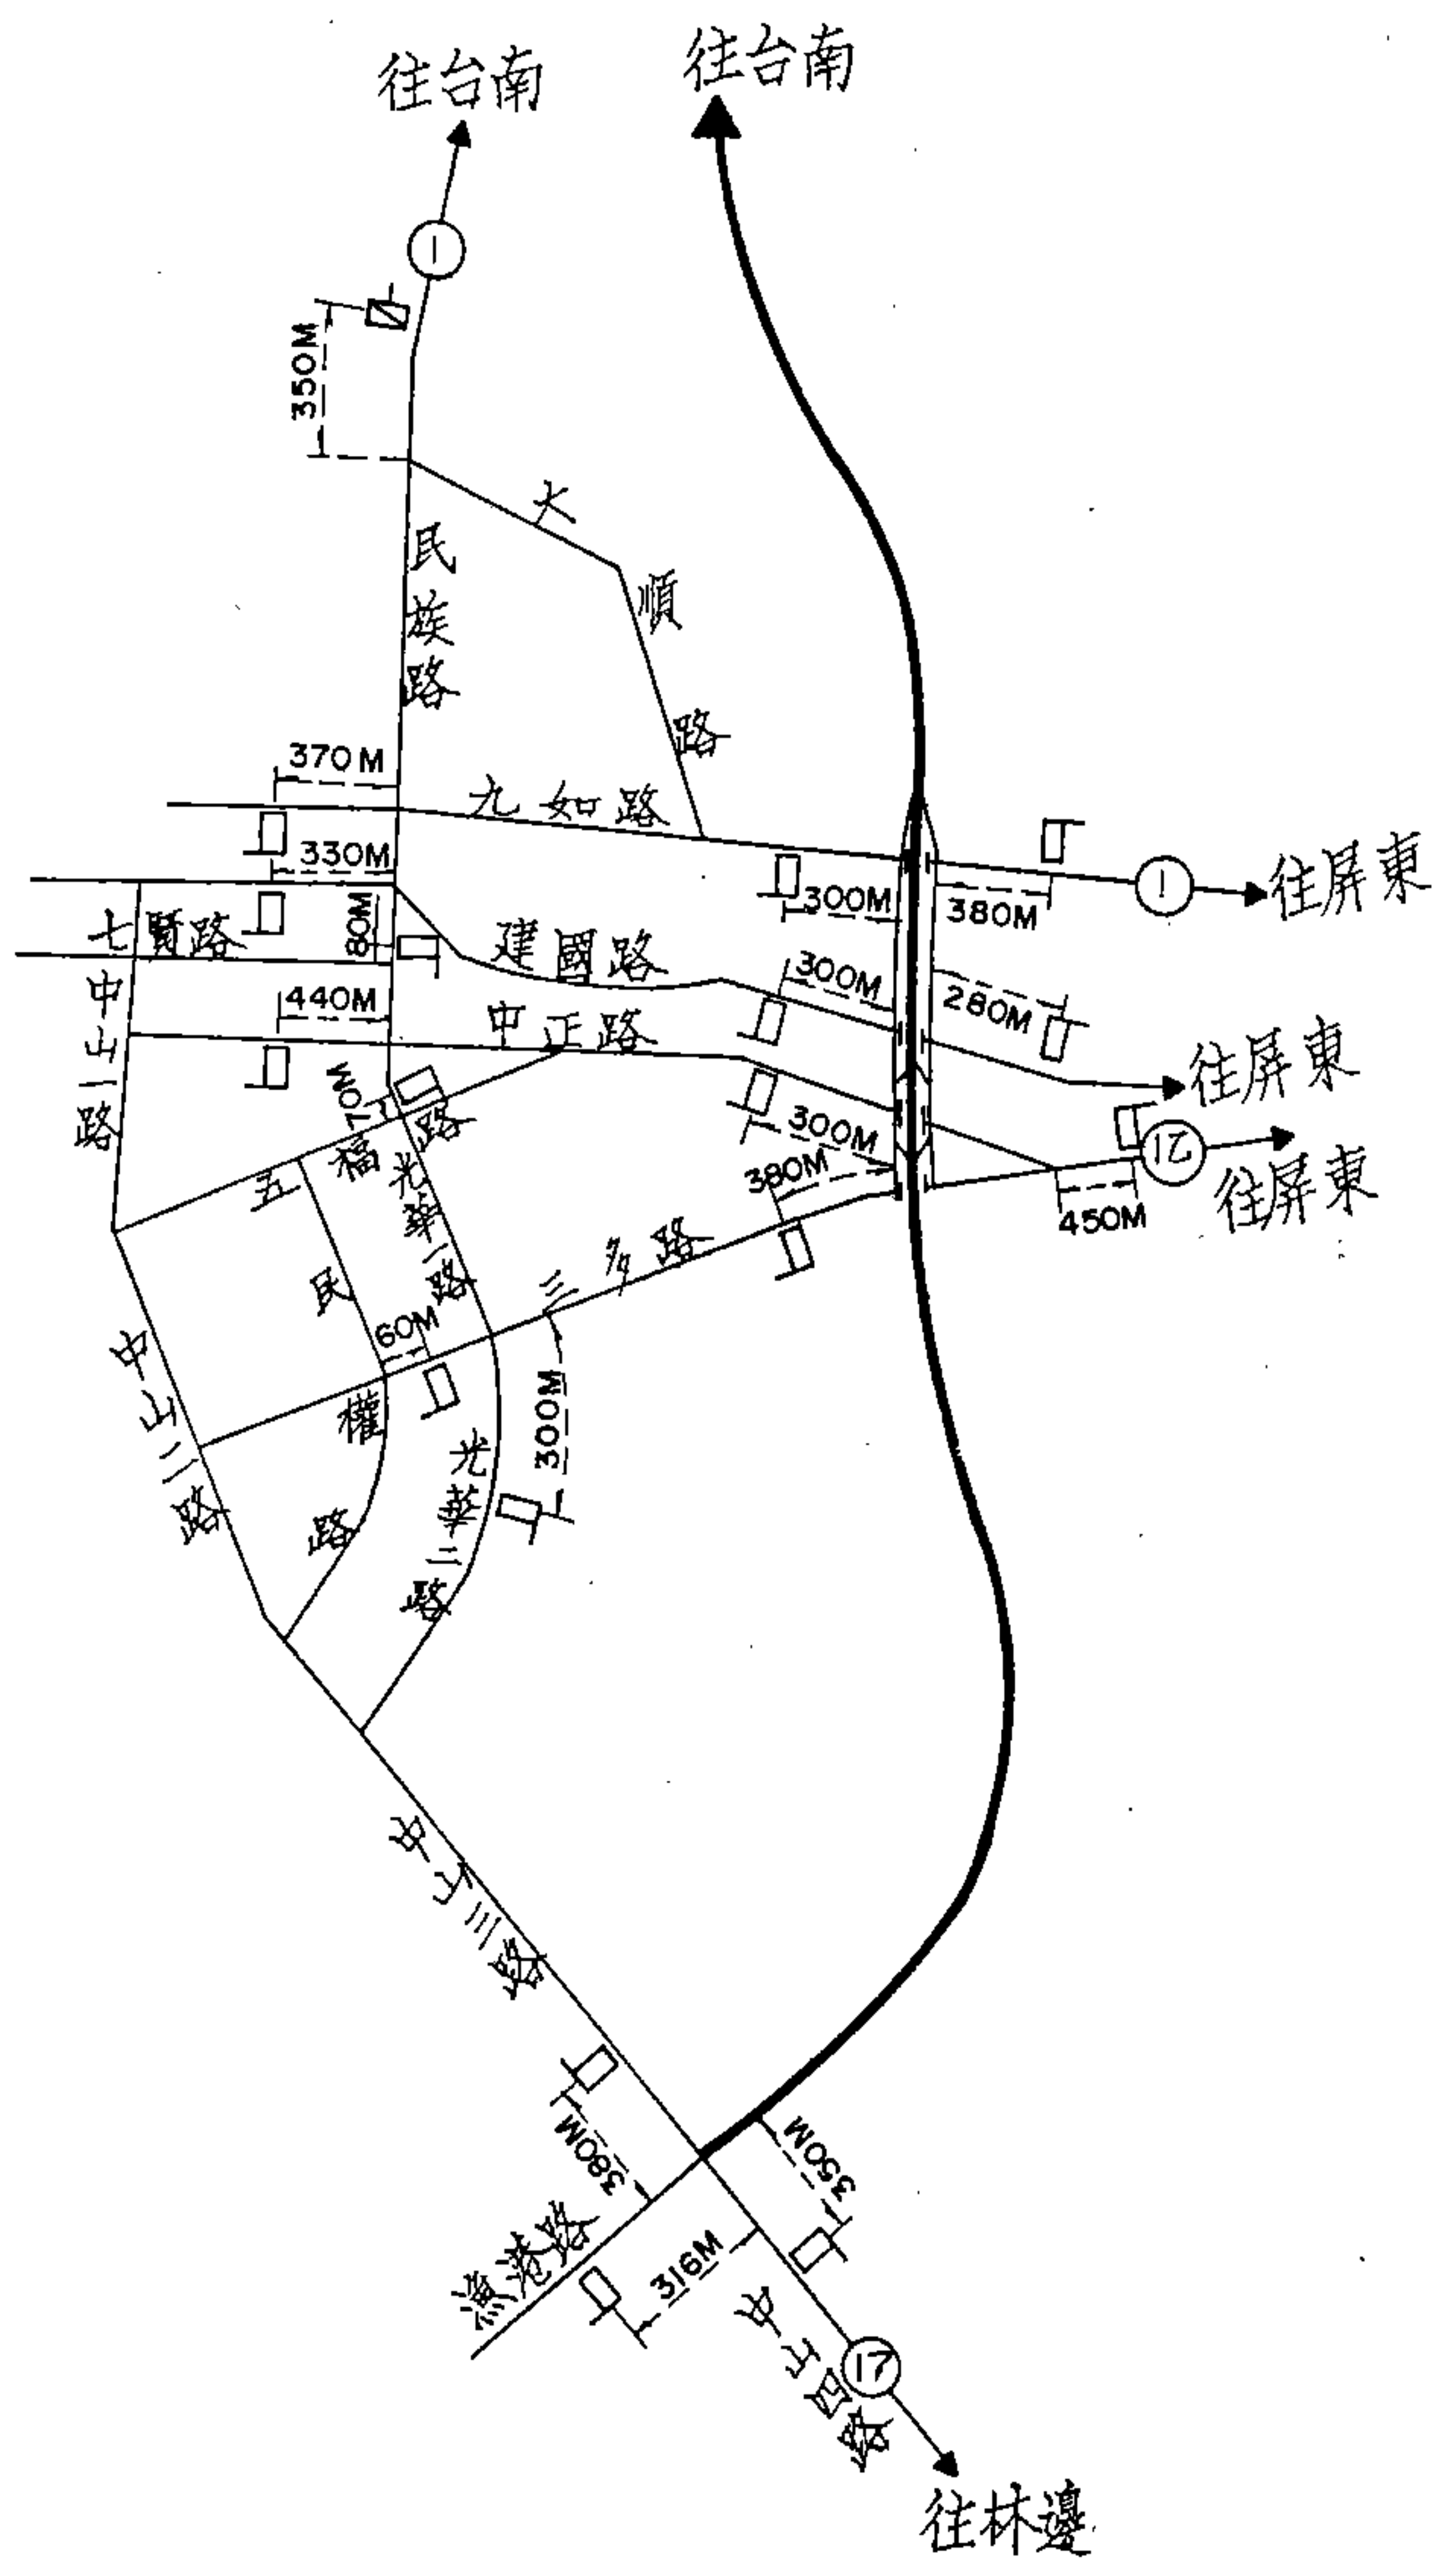 往台南
往台南
1
350M
大順路
民族路
370M
九如路
330M
300M
380M
1
往屏東
七賢路
80M
建國路
300M
280M
往屏東
440M
中正路
中山一路
70M
五福路
300M
380M
450M
17
往屏東
光華一路
三多路
民權路
60M
300M
中山二路
光華二路
中山三路
380M
350M
漁港路
316M
中山四路
17
往林邊